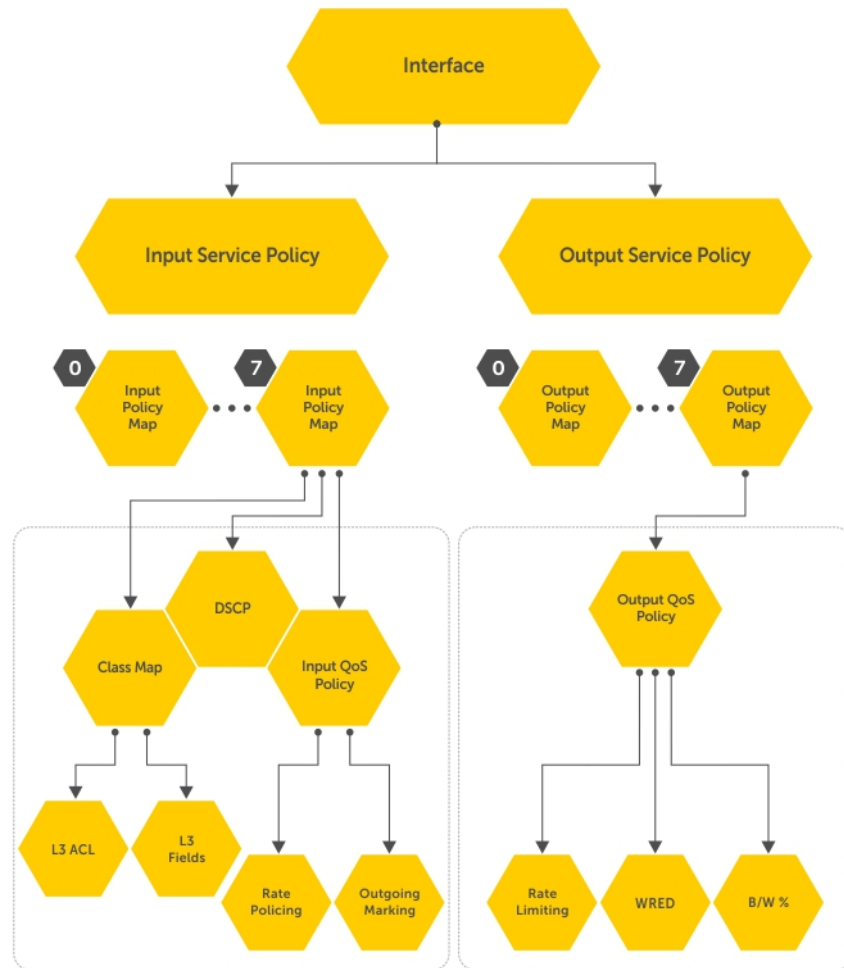 Interface
Input Service Policy
Output Service Policy
0
Input
Policy
Map
7
Input
Policy
Map
0
Output
Policy
Map
7
Output
Policy
Map
DSCP
Class Map
Input QoS
Policy
Output QoS
Policy
L3 ACL
L3
Fields
Rate
Policing
Outgoing
Marking
Rate
Limiting
WRED
B/W %